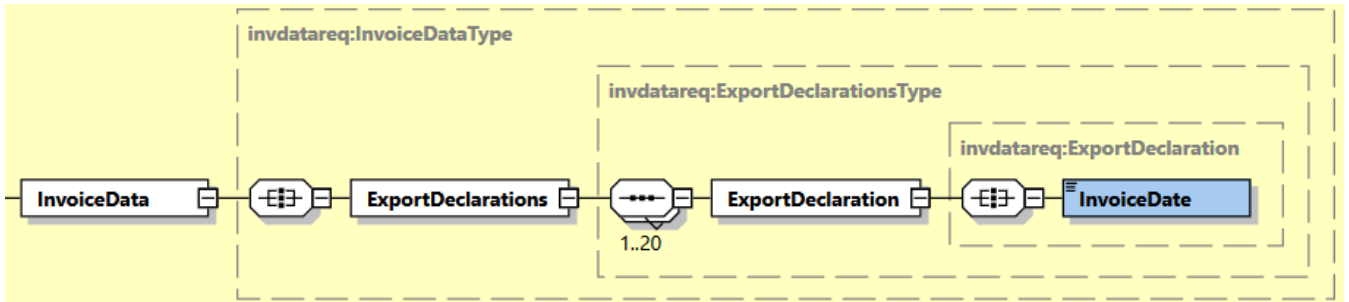 invdatareq:InvoiceDataType
invdatareq:ExportDeclarationsType
invdatareq:ExportDeclaration
InvoiceData
ExportDeclarations
ExportDeclaration
InvoiceDate
1..20